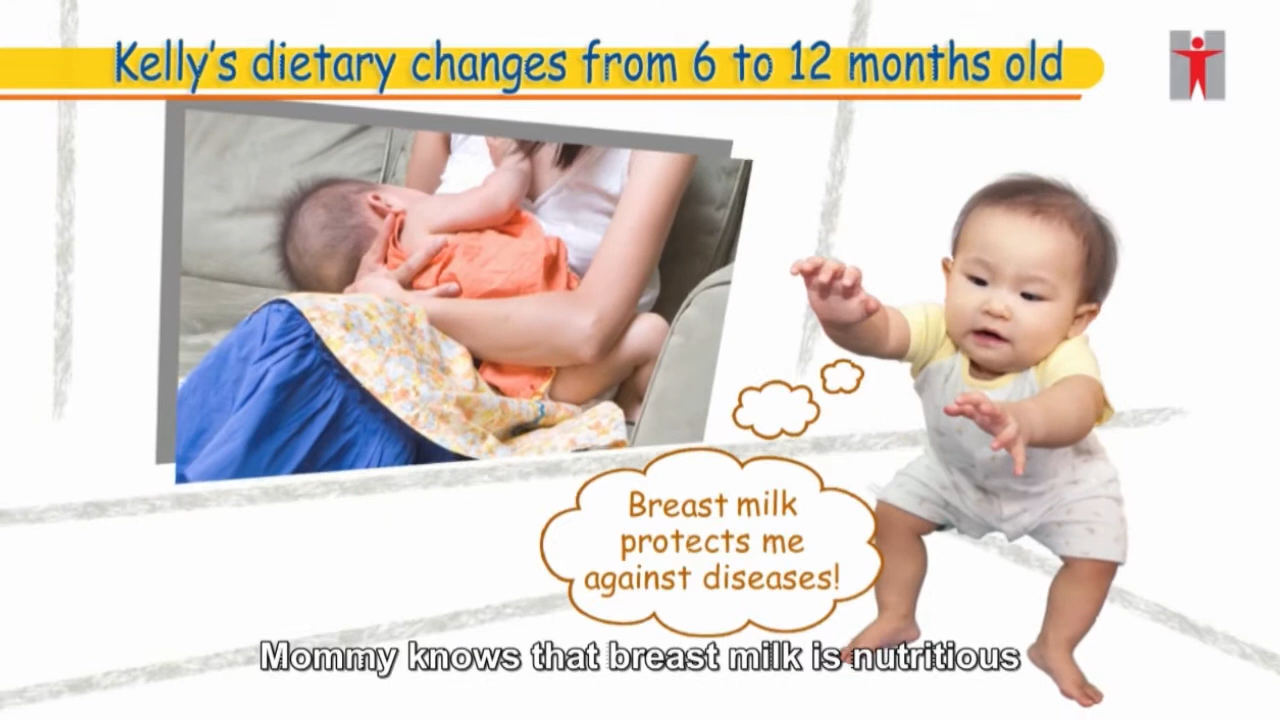 Kelly's dietary changes from 6 to 12 months old
Breast milk
protects me
against diseases!
Mommy knows that breast milk is nutritious